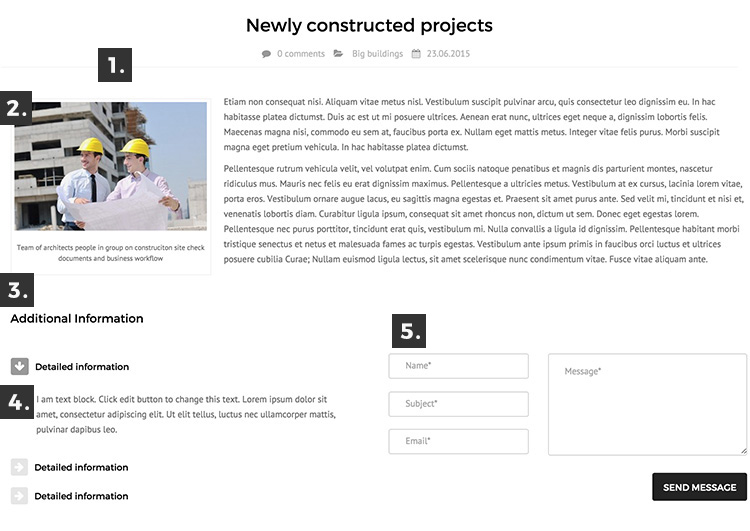 Newly constructed projects
0 comments Big buildings 23.06.2015
1.
2.
Etiam non consequat nisi. Aliquam vitae metus nisl. Vestibulum suscipit pulvinar arcu, quis consectetur leo dignissim eu. In hac
habitasse platea dictumst. Duis ac est ut mi posuere ultrices. Aenean erat nunc, ultrices eget neque a, dignissim lobortis felis.
Maecenas magna nisi, commodo eu sem at, faucibus porta ex. Nullam eget mattis metus. Integer vitae felis purus. Morbi suscipit
magna eget pretium vehicula. In hac habitasse platea dictumst.
Pellentesque rutrum vehicula velit, vel volutpat enim. Cum sociis natoque penatibus et magnis dis parturient montes, nascetur
ridiculus mus. Mauris nec felis eu erat dignissim maximus. Pellentesque a ultricies metus. Vestibulum at ex cursus, lacinia lorem vitae,
porta eros. Vestibulum ornare augue lacus, eu sagittis magna egestas et. Praesent sit amet purus ante. Sed velit mi, tincidunt et nisi et,
venenatis lobortis diam. Curabitur ligula ipsum, consequat sit amet rhoncus non, dictum ut sem. Donec eget egestas lorem.
Pellentesque nec purus porttitor, tincidunt erat quis, vestibulum mi. Nulla convallis a ligula id dignissim. Pellentesque habitant morbi
tristique senectus et netus et malesuada fames ac turpis egestas. Vestibulum ante ipsum primis in faucibus orci luctus et ultrices
posuere cubilia Curae; Nullam euismod ligula lectus, sit amet scelerisque nunc condimentum vitae. Fusce vitae aliquam ante.
Team of architects people in group on construciton site check
documents and business workflow
3.
Additional Information
Detailed information
4.
I am text block. Click edit button to change this text. Lorem ipsum dolor sit
amet, consectetur adipiscing elit. Ut elit tellus, luctus nec ullamcorper mattis,
pulvinar dapibus leo.
Detailed information
Detailed information
5.
Name*
Subject*
Email*
Message*
SEND MESSAGE